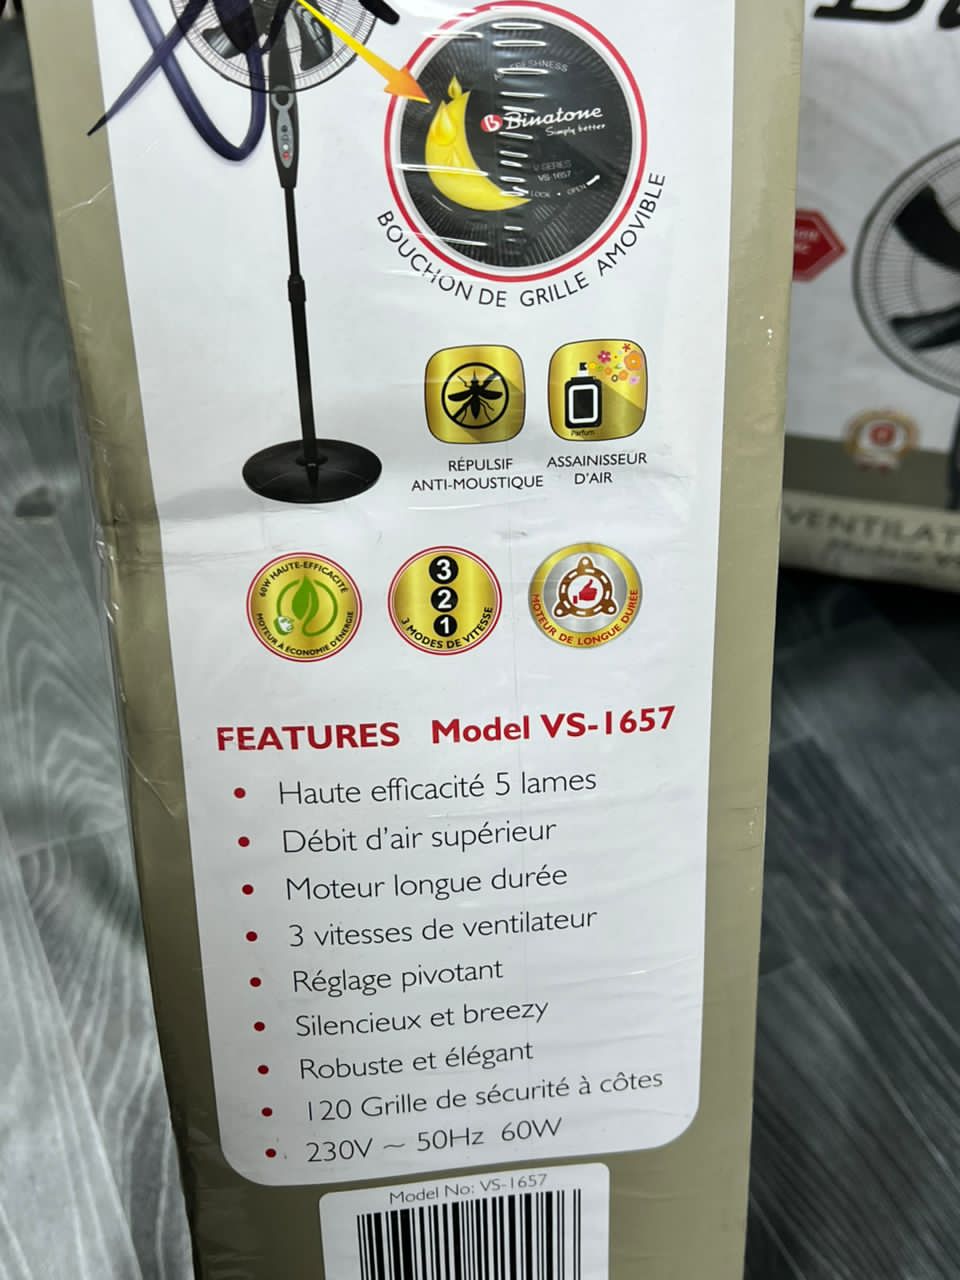 AIR FRESHNESS
Binatone
Simply better
V-SERIES
VS-1657
LOCK • OPEN
BOUCHON DE GRILLE AMOVIBLE
Parfum
RÉPULSIF
ANTI-MOUSTIQUE
ASSAINISSEUR
D'AIR
60W HAUTE-EFFICACITÉ
MOTEUR À ÉCONOMIE D'ÉNERGIE
3
2
1
3 MODES DE VITESSE
MOTEUR DE LONGUE DURÉE
FEATURES Model VS-1657
• Haute efficacité 5 lames
• Débit d'air supérieur
• Moteur longue durée
• 3 vitesses de ventilateur
• Réglage pivotant
• Silencieux et breezy
• Robuste et élégant
• 120 Grille de sécurité à côtes
• 230V ~ 50Hz 60W
Model No: VS-1657